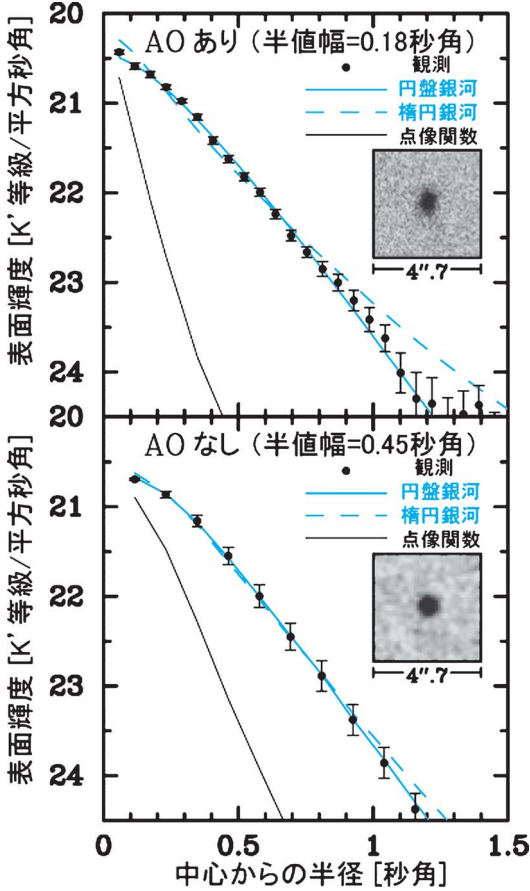 20
AO あり (半値幅=0.18秒角)
観測
円盤銀河
楕円銀河
点像関数
4″.7
21
22
23
24
表面輝度 [K′等級/平方秒角]
20
AO なし (半値幅=0.45秒角)
観測
円盤銀河
楕円銀河
点像関数
4″.7
21
22
23
24
表面輝度 [K′等級/平方秒角]
0 0.5 1 1.5
中心からの半径 [秒角]